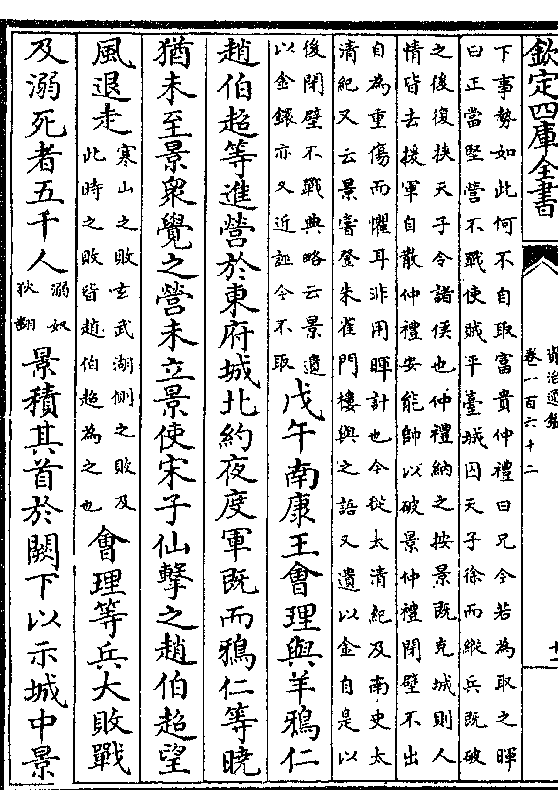 欽定四庫全書
資治通鑑
卷一百六十二
十
下事勢如此何不自取富貴仲禮曰兄今若為取之暉
曰正當堅營不戰使賊平臺城囚天子徐而縱兵既破
之後復挾天子令諸侯也仲禮納之按景既克城則人
情皆去援軍自散仲禮安能師以破景仲禮閉壁不出
自為重傷而懼耳非用暉計也今從太清紀及南史太
清紀又云景嘗登朱雀門樓與之語又遺以金自是以
後閉壁不戰典略云景遺
以金鐶亦又近誣今不取
戊午南康王會理與羊鴉仁
趙伯超等進營於東府城北約夜度軍既而鴉仁等曉
猶未至景衆覺之營未立景使宋子仙擊之趙伯超望
風退走
寒山之敗玄武湖側之敗及
此時之敗皆趙伯超為之也
會理等兵大敗戰
及溺死者五千人
溺奴
狄翻
景積其首於闕下以示城中景